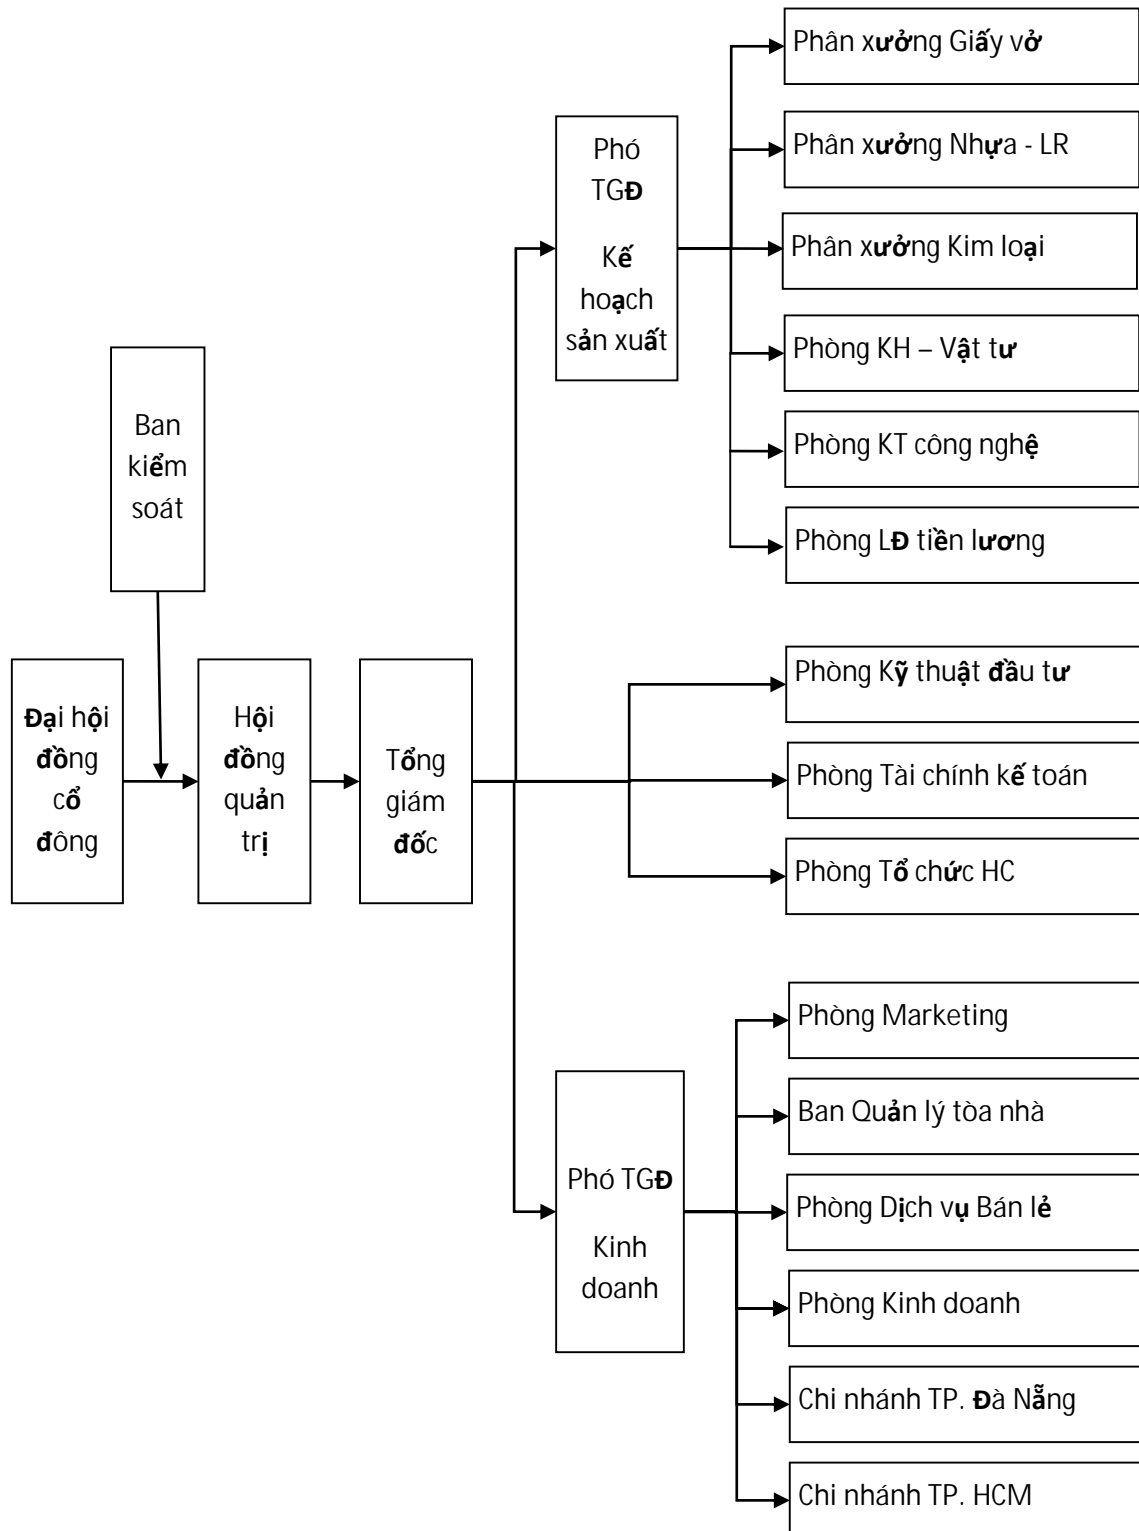 Phân xưởng Giấy vở
Phân xưởng Nhựa - LR
Phó
TGĐ
Kế
hoạch
sản xuất
Phân xưởng Kim loại
Phòng KH – Vật tư
Phòng KT công nghệ
Phòng LĐ tiền lương
Ban
kiểm
soát
Đại hội
đồng
cổ
đông
Hội
đồng
quản
trị
Tổng
giám
đốc
Phòng Kỹ thuật đầu tư
Phòng Tài chính kế toán
Phòng Tổ chức HC
Phó TGĐ
Kinh
doanh
Phòng Marketing
Ban Quản lý tòa nhà
Phòng Dịch vụ Bán lẻ
Phòng Kinh doanh
Chi nhánh TP. Đà Nẵng
Chi nhánh TP. HCM